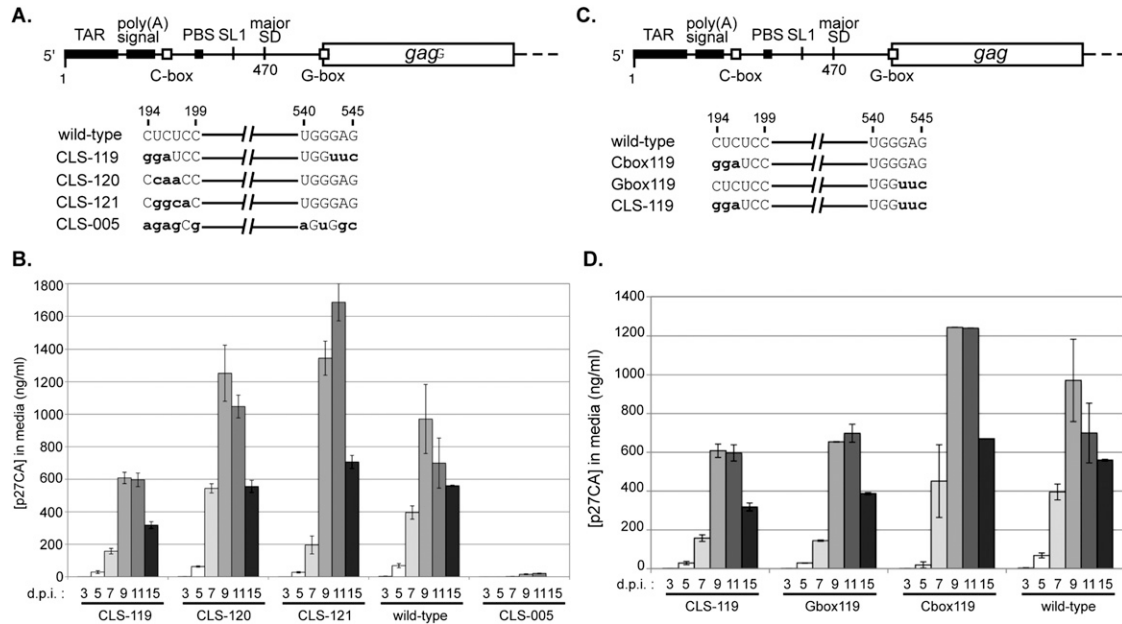 A.
TAR
poly(A)
signal
PBS SL1 major
SD
5'
1
C-box
470
G-box
gag
194 199 540 545
wild-type CUCUCC UGGGAG
CLS-119 ggaUCC UGGuuc
CLS-120 CcaaCC UGGGAG
CLS-121 CggcaC UGGGAG
CLS-005 agagCg aGuGgc
B.
[p27CA] in media (ng/ml)
1800
1600
1400
1200
1000
800
600
400
200
0
d.p.i. : 3 5 7 9 11 15 3 5 7 9 11 15 3 5 7 9 11 15 3 5 7 9 11 15 3 5 7 9 11 15
CLS-119 CLS-120 CLS-121 wild-type CLS-005
C.
TAR
poly(A)
signal
PBS SL1 major
SD
5'
1
C-box
470
G-box
gag
194 199 540 545
wild-type CUCUCC UGGGAG
Cbox119 ggaUCC UGGGAG
Gbox119 CUCUCC UGGuuc
CLS-119 ggaUCC UGGuuc
D.
[p27CA] in media (ng/ml)
1400
1200
1000
800
600
400
200
0
d.p.i. : 3 5 7 9 11 15 3 5 7 9 11 15 3 5 7 9 11 15 3 5 7 9 11 15
CLS-119 Gbox119 Cbox119 wild-type